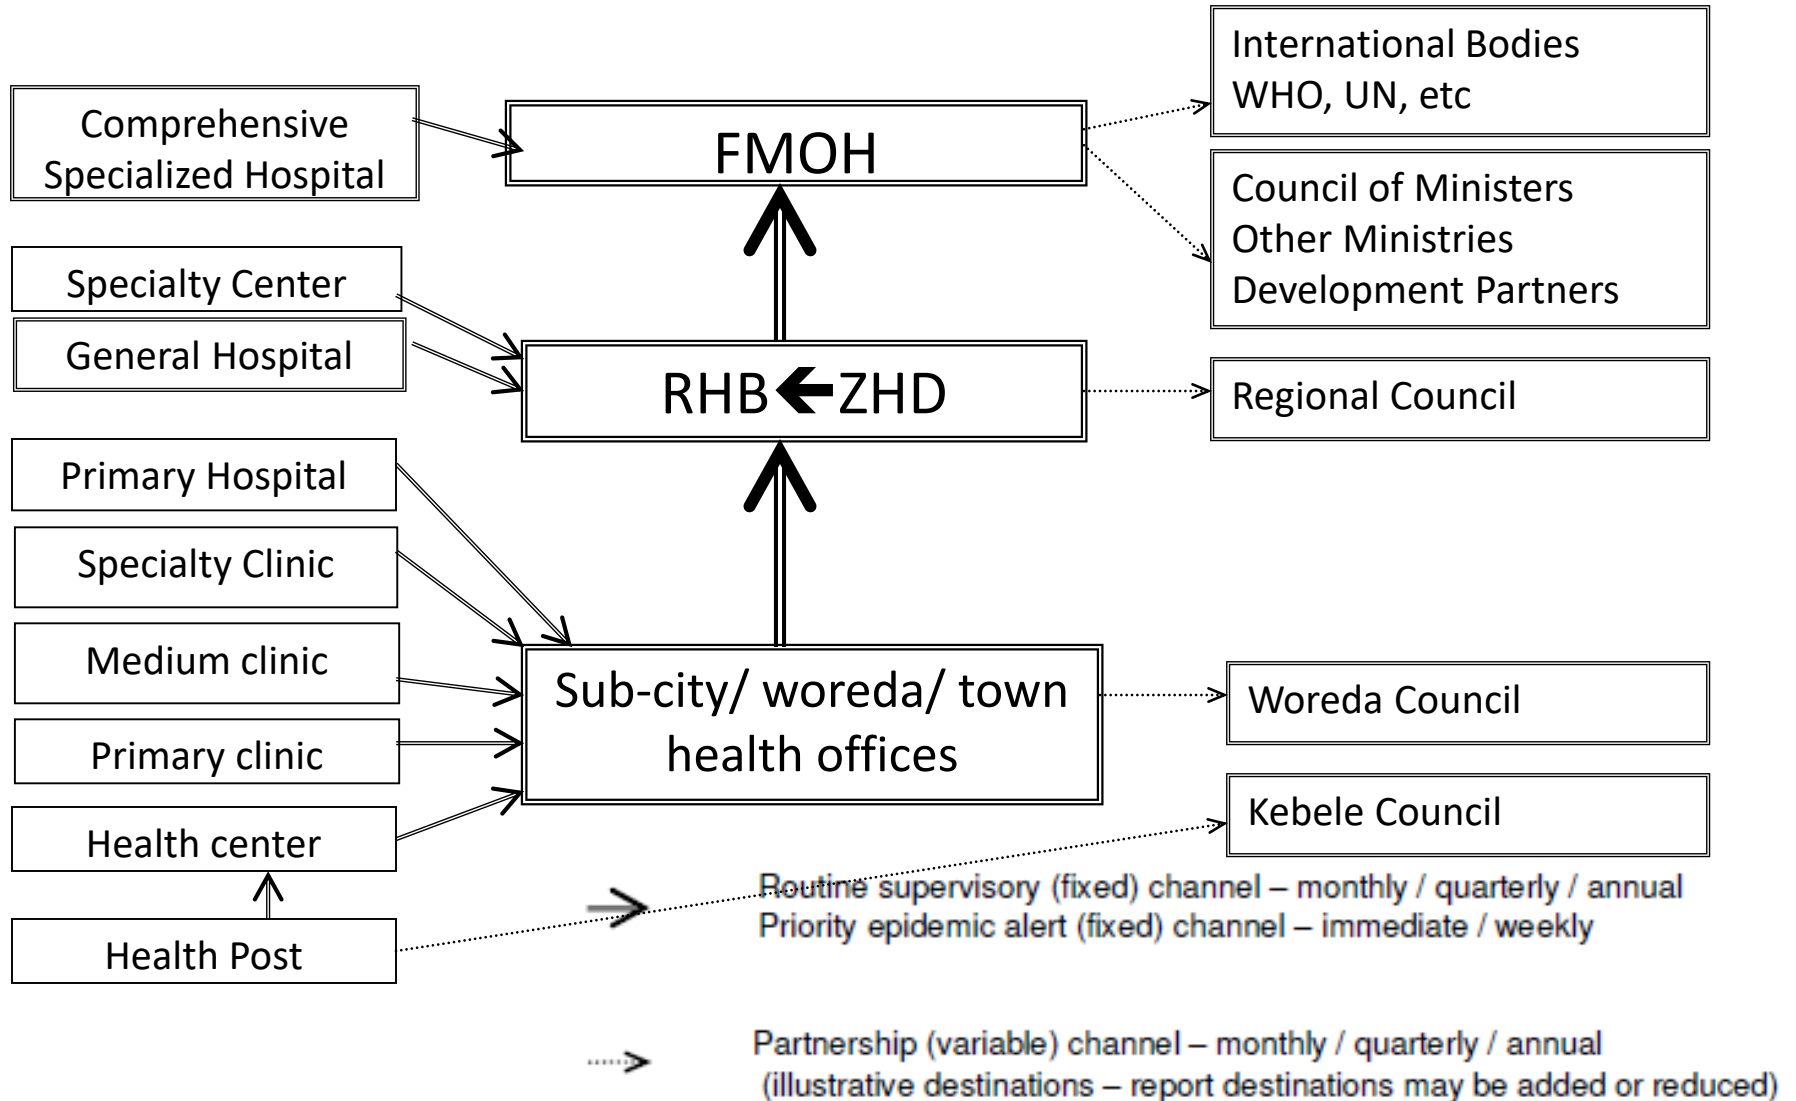 International Bodies
WHO, UN, etc
Comprehensive
Specialized Hospital
FMOH
Council of Ministers
Other Ministries
Development Partners
Specialty Center
General Hospital
RHB ZHD
Regional Council
Primary Hospital
Specialty Clinic
Medium clinic
Primary clinic
Health center
Health Post
Sub-city/ woreda/ town
health offices
Woreda Council
Kebele Council
Routine supervisory (fixed) channel – monthly / quarterly / annual
Priority epidemic alert (fixed) channel – immediate / weekly
Partnership (variable) channel – monthly / quarterly / annual
(illustrative destinations – report destinations may be added or reduced)